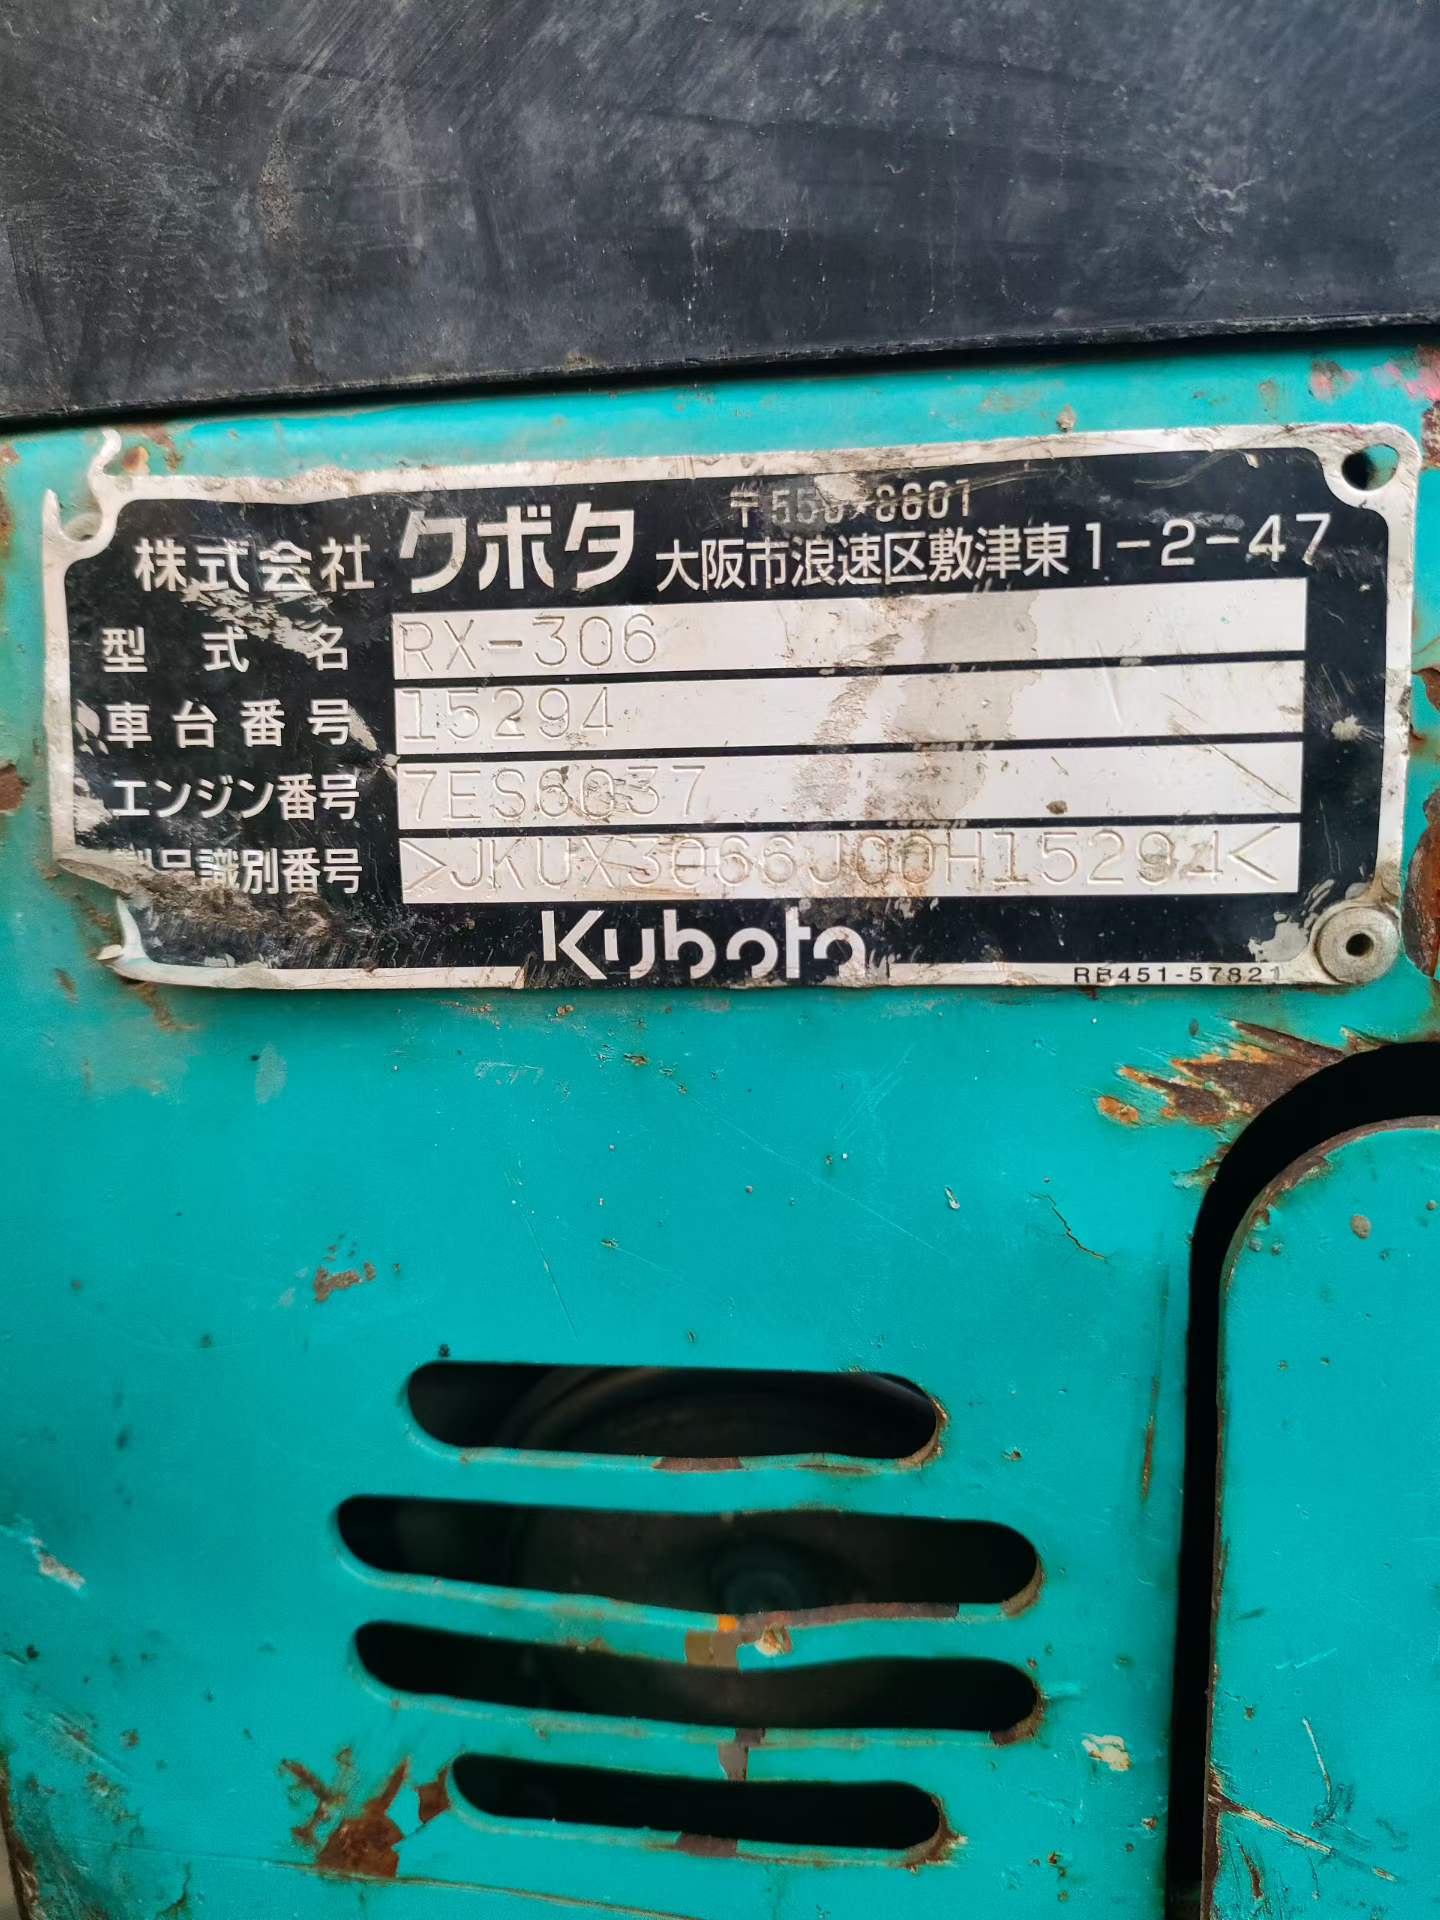 株式会社 クボタ 〒556-8601
大阪市浪速区敷津東1-2-47
型式名 RX-306
車台番号 15294
エンジン番号 7ES6037
製品識別番号 >JKUX3066J00H15294<
Kubota
RB451-57821